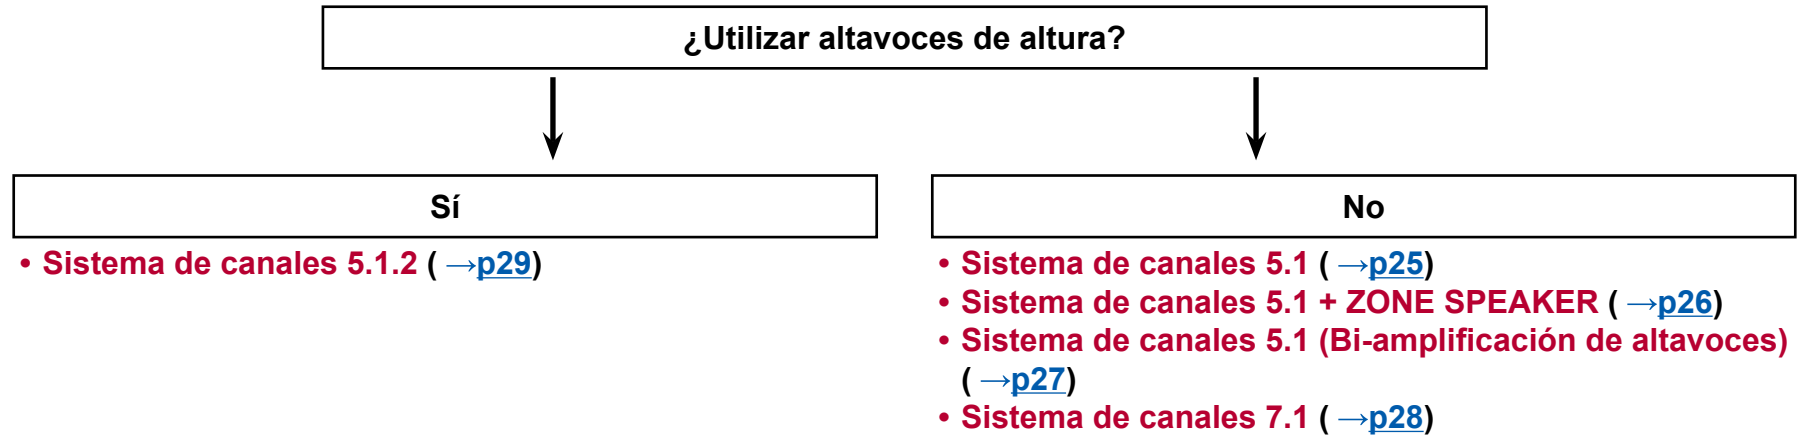 ¿Utilizar altavoces de altura?
Sí
• Sistema de canales 5.1.2 ( →p29)
No
• Sistema de canales 5.1 ( →p25)
• Sistema de canales 5.1 + ZONE SPEAKER ( →p26)
• Sistema de canales 5.1 (Bi-amplificación de altavoces)
( →p27)
• Sistema de canales 7.1 ( →p28)